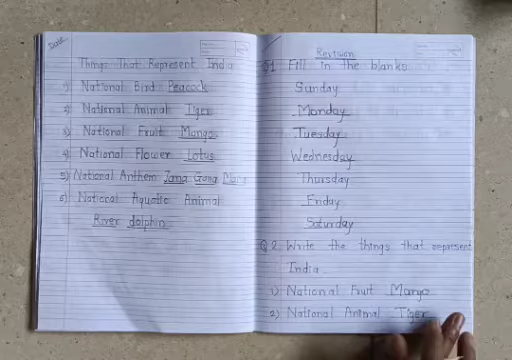 Date
Things That Represent India
1) National Bird Peacock
2) National Animal Tiger
3) National Fruit Mango
4) National Flower Lotus
5) National Anthem Jana Gana Mana
6) National Aquatic Animal
River dolphin
Revision
Q1 Fill in the blanks
Sunday
Monday
Tuesday
Wednesday
Thursday
Friday
Saturday
Q2. Write the things that represent
India
1) National Fruit Mango
2) National Animal Tiger